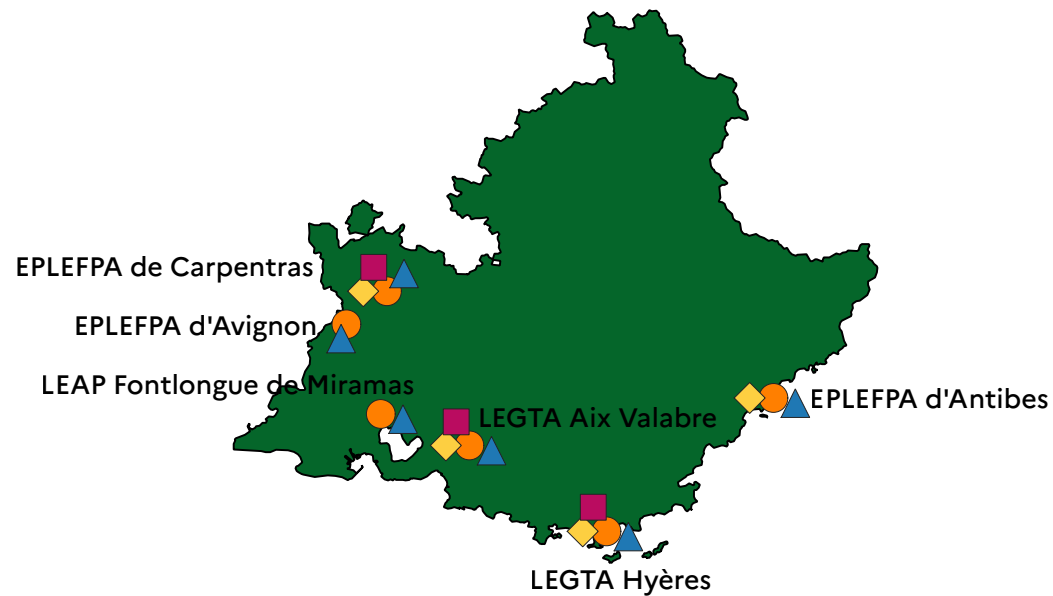 EPLEFPA de Carpentras
EPLEFPA d'Avignon
LEAP Fontlongue de Miramas
EPLEFPA d'Antibes
LEGTA Aix Valabre
LEGTA Hyères